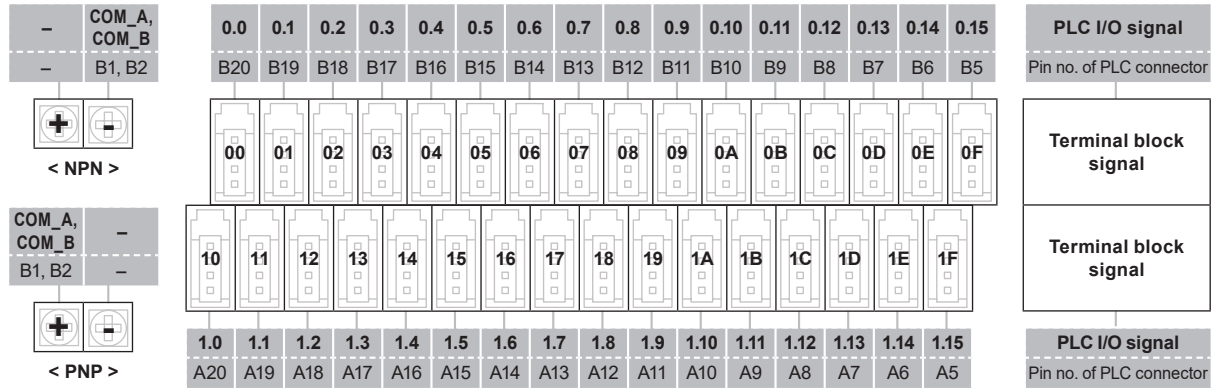 – COM_A, COM_B 0.0 0.1 0.2 0.3 0.4 0.5 0.6 0.7 0.8 0.9 0.10 0.11 0.12 0.13 0.14 0.15 PLC I/O signal
– B1, B2 B20 B19 B18 B17 B16 B15 B14 B13 B12 B11 B10 B9 B8 B7 B6 B5 Pin no. of PLC connector
+ - 00 01 02 03 04 05 06 07 08 09 0A 0B 0C 0D 0E 0F Terminal block signal
< NPN >
COM_A, COM_B –
B1, B2 –
10 11 12 13 14 15 16 17 18 19 1A 1B 1C 1D 1E 1F Terminal block signal
+ -
1.0 1.1 1.2 1.3 1.4 1.5 1.6 1.7 1.8 1.9 1.10 1.11 1.12 1.13 1.14 1.15 PLC I/O signal
< PNP > A20 A19 A18 A17 A16 A15 A14 A13 A12 A11 A10 A9 A8 A7 A6 A5 Pin no. of PLC connector